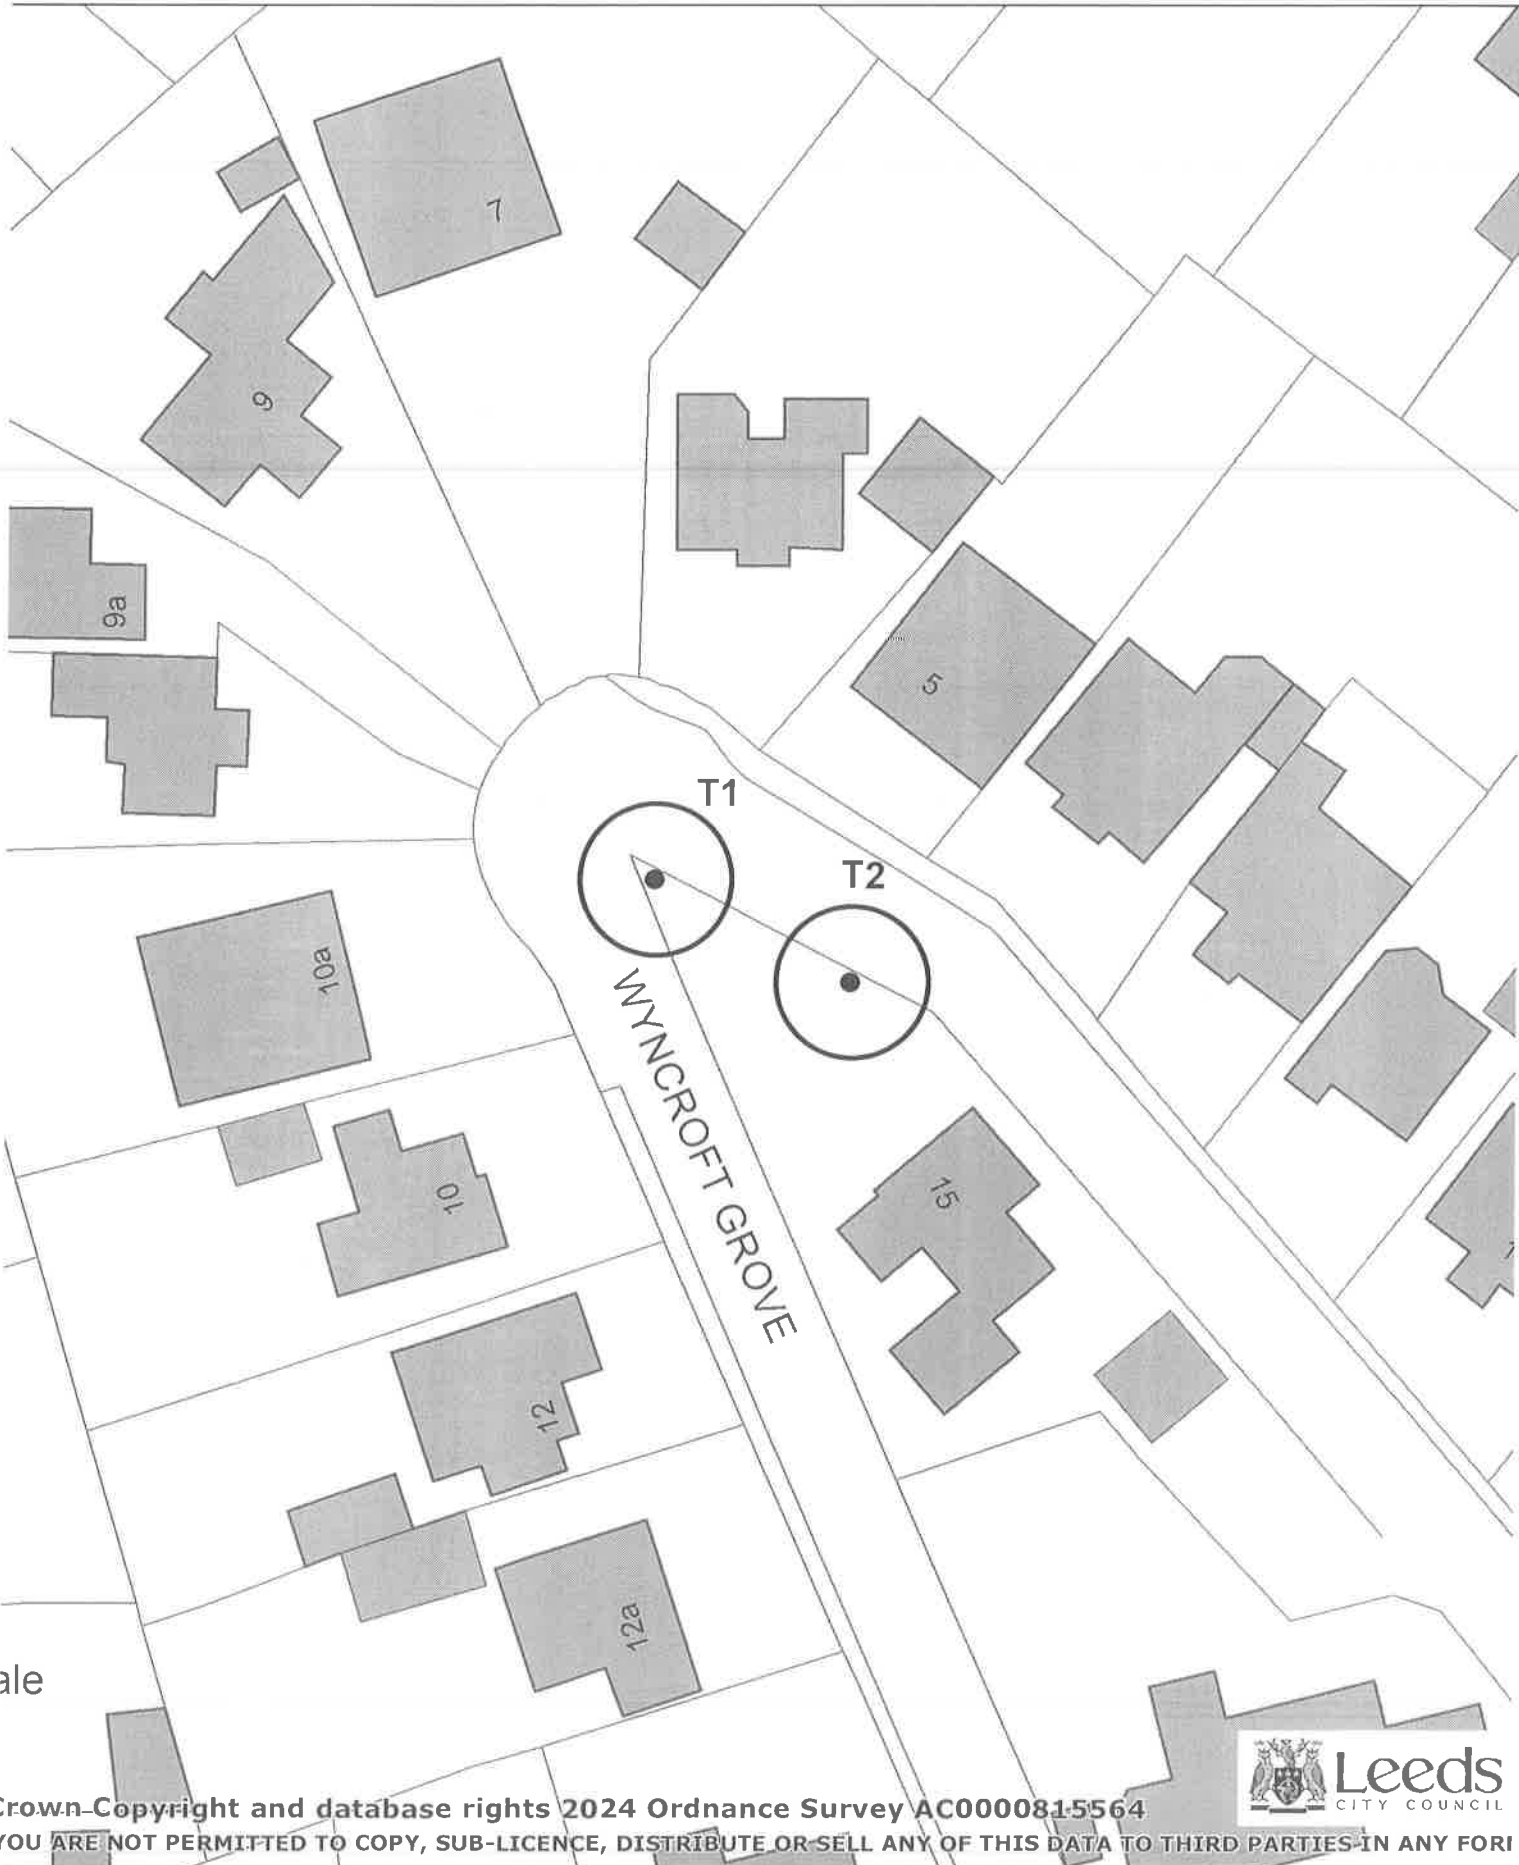 7
9
9a
5
T1
T2
10a
WYNCROFT GROVE
15
10
12
12a
Leeds
CITY COUNCIL
Crown Copyright and database rights 2024 Ordnance Survey AC0000815564
YOU ARE NOT PERMITTED TO COPY, SUB-LICENCE, DISTRIBUTE OR SELL ANY OF THIS DATA TO THIRD PARTIES IN ANY